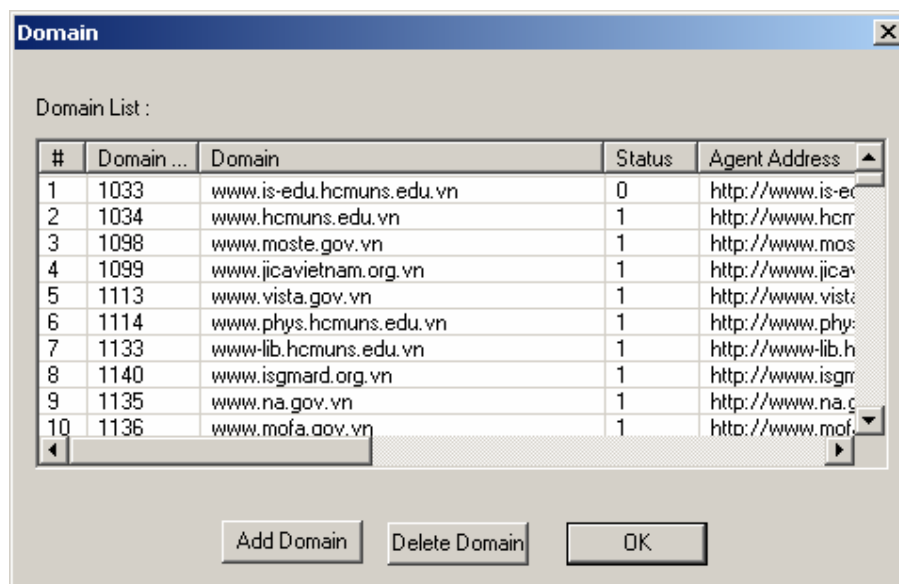 Domain
Domain List :
# Domain ... Domain Status Agent Address
1 1033 www.is-edu.hcmuns.edu.vn 0 http://www.is-ed
2 1034 www.hcmuns.edu.vn 1 http://www.hcm
3 1098 www.moste.gov.vn 1 http://www.mos
4 1099 www.jicavietnam.org.vn 1 http://www.jicav
5 1113 www.vista.gov.vn 1 http://www.vista
6 1114 www.phys.hcmuns.edu.vn 1 http://www.phys
7 1133 www-lib.hcmuns.edu.vn 1 http://www-lib.h
8 1140 www.isgmard.org.vn 1 http://www.isgm
9 1135 www.na.gov.vn 1 http://www.na.g
10 1136 www.mofa.gov.vn 1 http://www.mofa
Add Domain Delete Domain OK